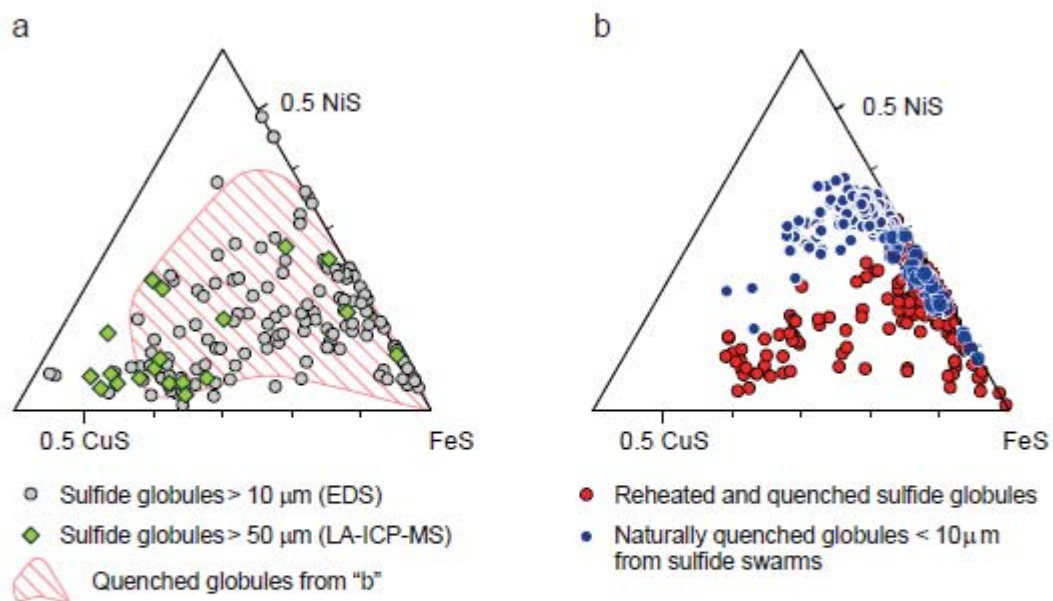 a
b
0.5 NiS
0.5 NiS
0.5 CuS
FeS
0.5 CuS
FeS
Sulfide globules > 10 μm (EDS)
Sulfide globules > 50 μm (LA-ICP-MS)
Quenched globules from “b”
Reheated and quenched sulfide globules
Naturally quenched globules < 10μm
from sulfide swarms